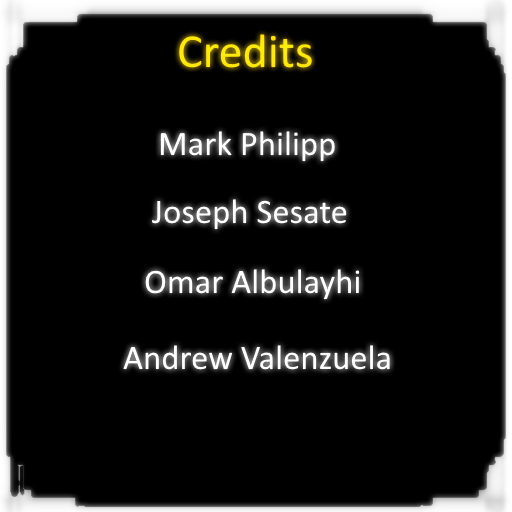 Credits
Mark Philipp
Joseph Sesate
Omar Albulayhi
Andrew Valenzuela